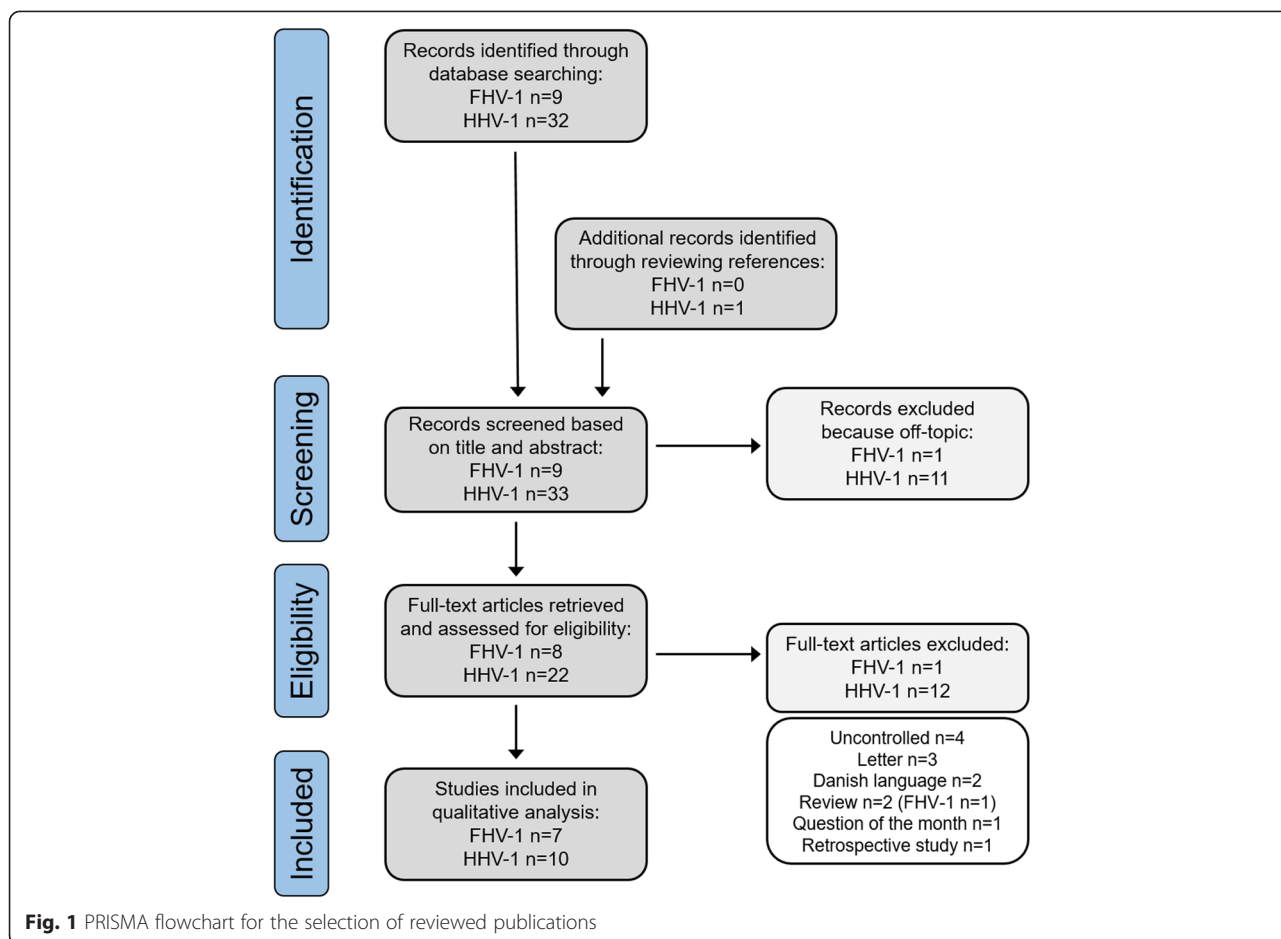 Identification
Records identified through
database searching:
FHV-1 n=9
HHV-1 n=32
Additional records identified
through reviewing references:
FHV-1 n=0
HHV-1 n=1
Screening
Records screened based
on title and abstract:
FHV-1 n=9
HHV-1 n=33
Records excluded
because off-topic:
FHV-1 n=1
HHV-1 n=11
Eligibility
Full-text articles retrieved
and assessed for eligibility:
FHV-1 n=8
HHV-1 n=22
Full-text articles excluded:
FHV-1 n=1
HHV-1 n=12
Uncontrolled n=4
Letter n=3
Danish language n=2
Review n=2 (FHV-1 n=1)
Question of the month n=1
Retrospective study n=1
Included
Studies included in
qualitative analysis:
FHV-1 n=7
HHV-1 n=10
Fig. 1 PRISMA flowchart for the selection of reviewed publications